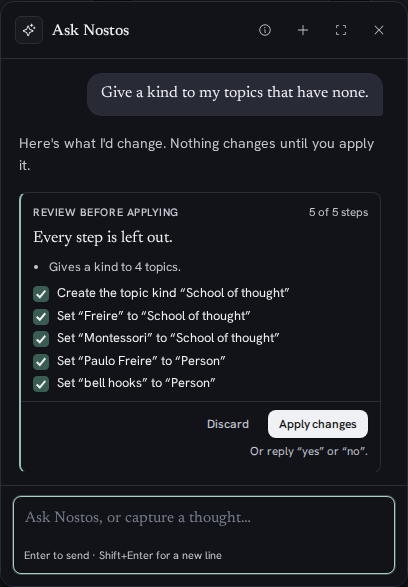 Ask Nostos
Give a kind to my topics that have none.
Here's what I'd change. Nothing changes until you apply
it.
REVIEW BEFORE APPLYING
5 of 5 steps
Every step is left out.
• Gives a kind to 4 topics.
Create the topic kind “School of thought”
Set “Freire” to “School of thought”
Set “Montessori” to “School of thought”
Set “Paulo Freire” to “Person”
Set “bell hooks” to “Person”
Discard
Apply changes
Or reply “yes” or “no”.
Ask Nostos, or capture a thought…
Enter to send · Shift+Enter for a new line